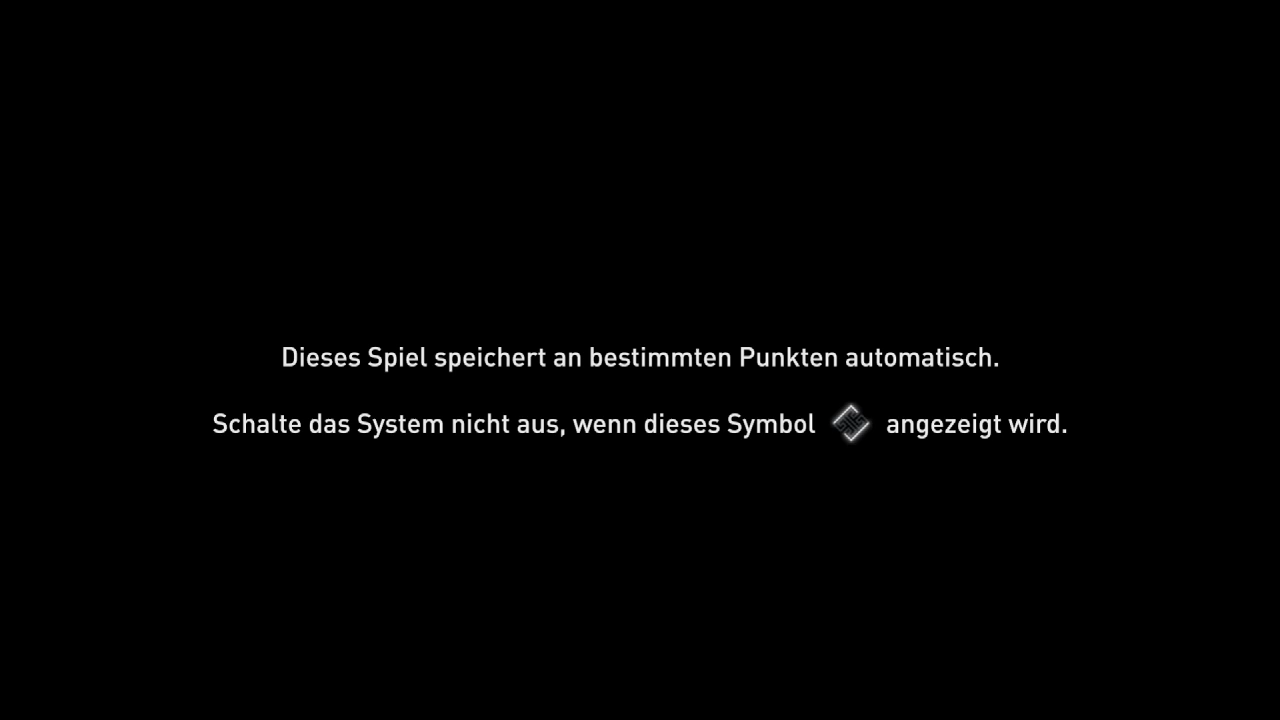 Dieses Spiel speichert an bestimmten Punkten automatisch.
Schalte das System nicht aus, wenn dieses Symbol angezeigt wird.